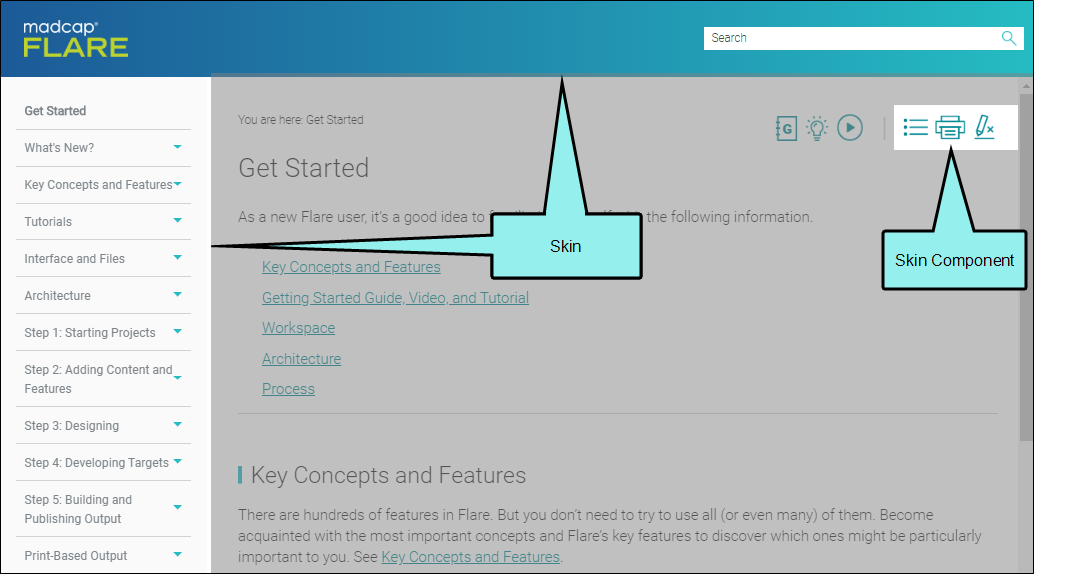 madcap®
FLARE
Search
Get Started
What's New?
Key Concepts and Features
Tutorials
Interface and Files
Architecture
Step 1: Starting Projects
Step 2: Adding Content and
Features
Step 3: Designing
Step 4: Developing Targets
Step 5: Building and
Publishing Output
Print-Based Output
You are here: Get Started
G
Get Started
As a new Flare user, it's a good idea to the following information.
Skin
Skin Component
Key Concepts and Features
Getting Started Guide, Video, and Tutorial
Workspace
Architecture
Process
Key Concepts and Features
There are hundreds of features in Flare. But you don't need to try to use all (or even many) of them. Become
acquainted with the most important concepts and Flare's key features to discover which ones might be particularly
important to you. See Key Concepts and Features.